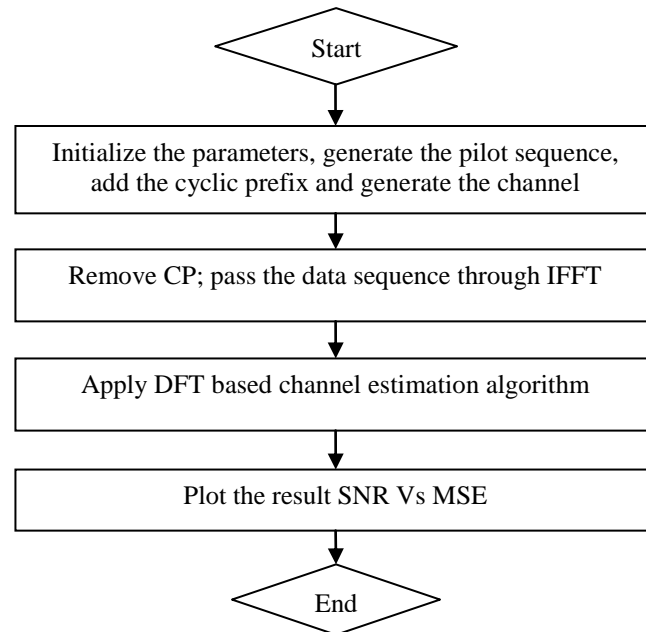 Start
Initialize the parameters, generate the pilot sequence,
add the cyclic prefix and generate the channel
Remove CP; pass the data sequence through IFFT
Apply DFT based channel estimation algorithm
Plot the result SNR Vs MSE
End